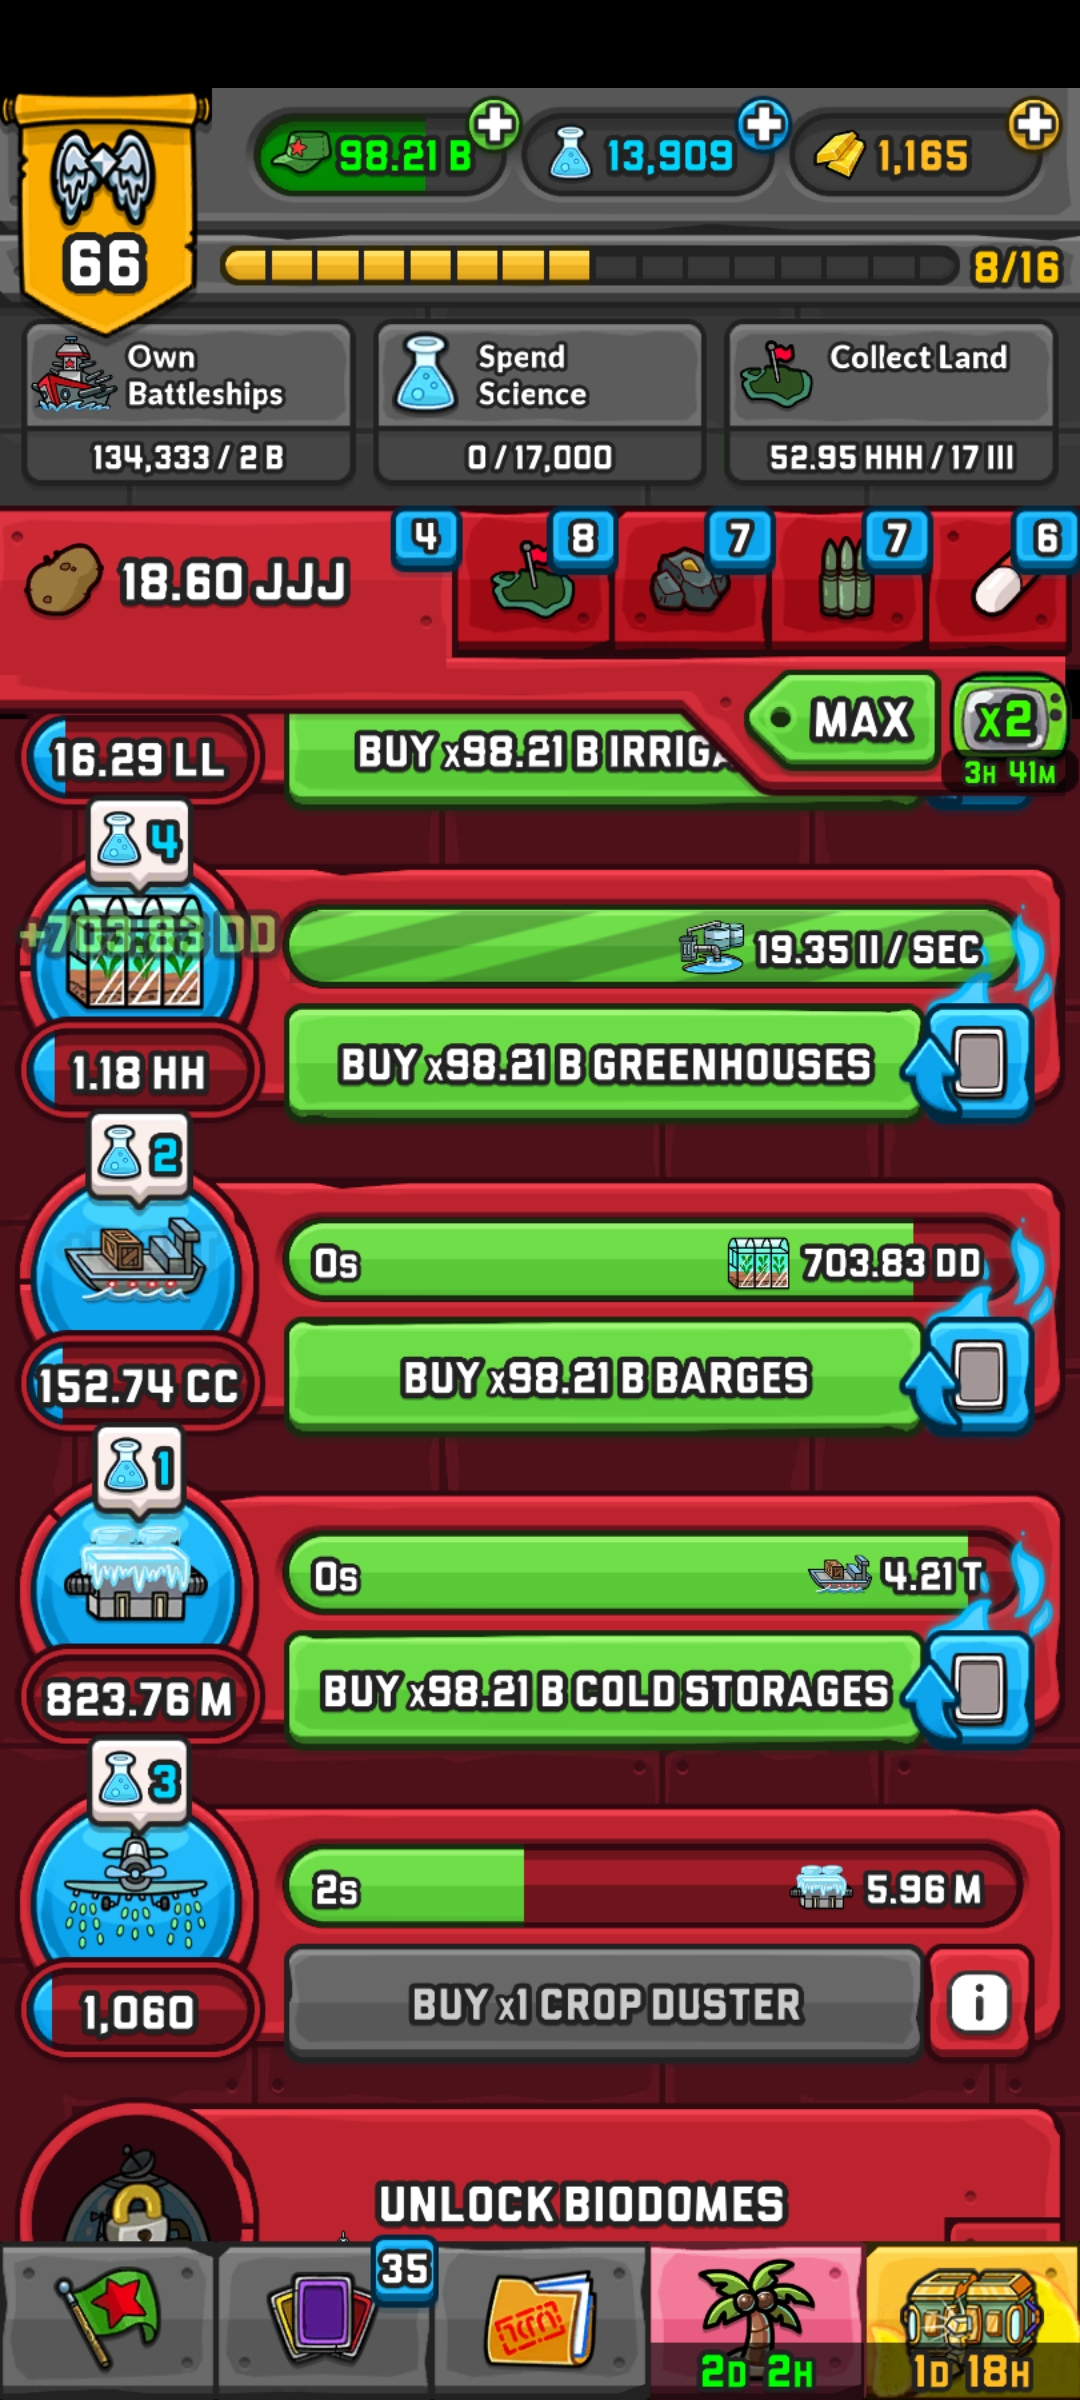 98.21 B
13,909
1,165
66
8/16
Own
Battleships
134,333 / 2 B
Spend
Science
0 / 17,000
Collect Land
52.95 HHH / 17 III
18.60 JJJ
4
8
7
7
6
MAX
x2
3H 41M
16.29 LL
BUY x98.21 B
4
+703.83 DD
19.35 II / SEC
1.18 HH
BUY x98.21 B GREENHOUSES
2
0s
703.83 DD
152.74 CC
BUY x98.21 B BARGES
1
0s
4.21 T
823.76 M
BUY x98.21 B COLD STORAGES
3
2s
5.96 M
1,060
BUY x1 CROP DUSTER
i
UNLOCK BIODOMES
35
2D 2H
1D 18H